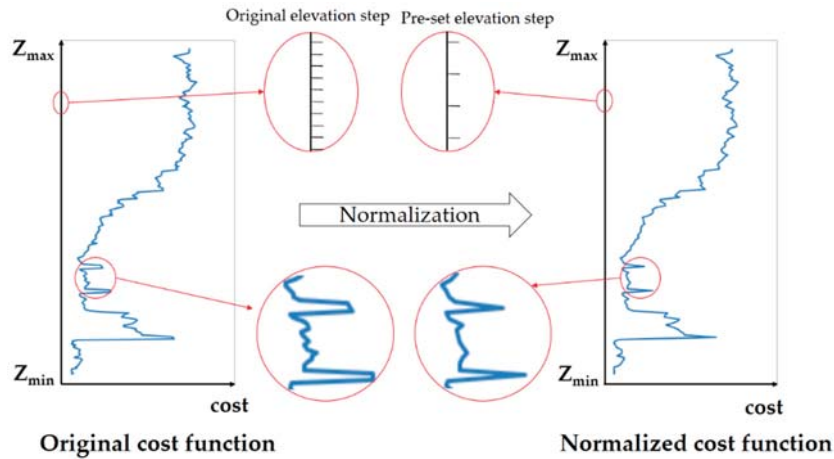 Original elevation step
Pre-set elevation step
Zmax
Zmax
Normalization
Zmin
Zmin
cost
cost
Original cost function
Normalized cost function